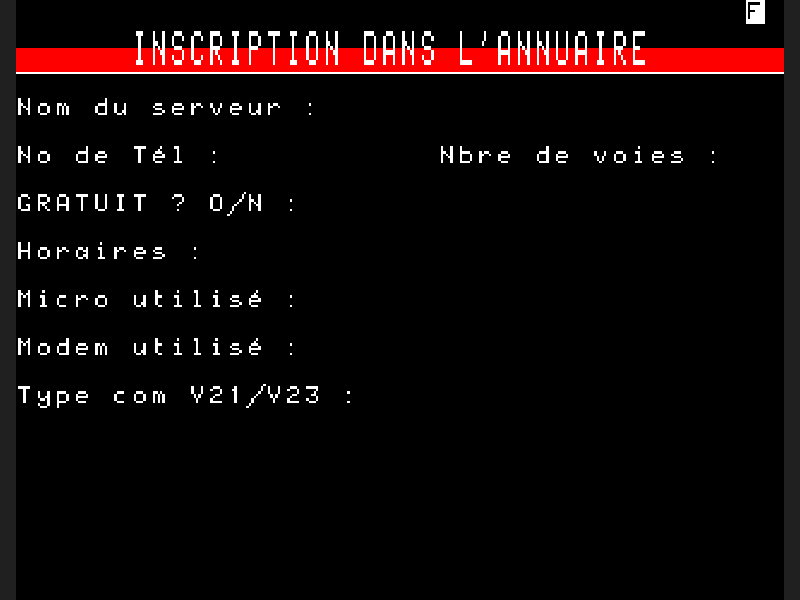 F
INSCRIPTION DANS L'ANNUAIRE
Nom du serveur :
No de Tél : Nbre de voies :
GRATUIT ? O/N :
Horaires :
Micro utilisé :
Modem utilisé :
Type com V21/V23 :